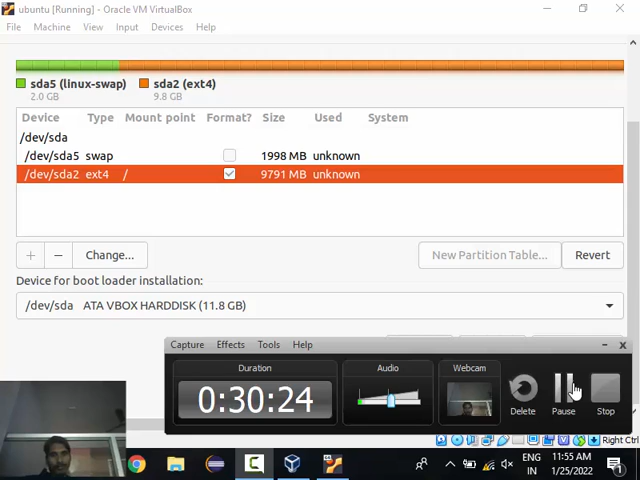 ubuntu [Running] - Oracle VM VirtualBox
File Machine View Input Devices Help
sda5 (linux-swap) sda2 (ext4)
2.0 GB 9.8 GB
Device Type Mount point Format? Size Used System
/dev/sda
/dev/sda5 swap 1998 MB unknown
/dev/sda2 ext4 / 9791 MB unknown
+ − Change... New Partition Table... Revert
Device for boot loader installation:
/dev/sda ATA VBOX HARDDISK (11.8 GB)
Capture Effects Tools Help
Duration Audio Webcam
0:30:24
Delete Pause Stop
Right Ctrl
ENG 11:55 AM
IN 1/25/2022